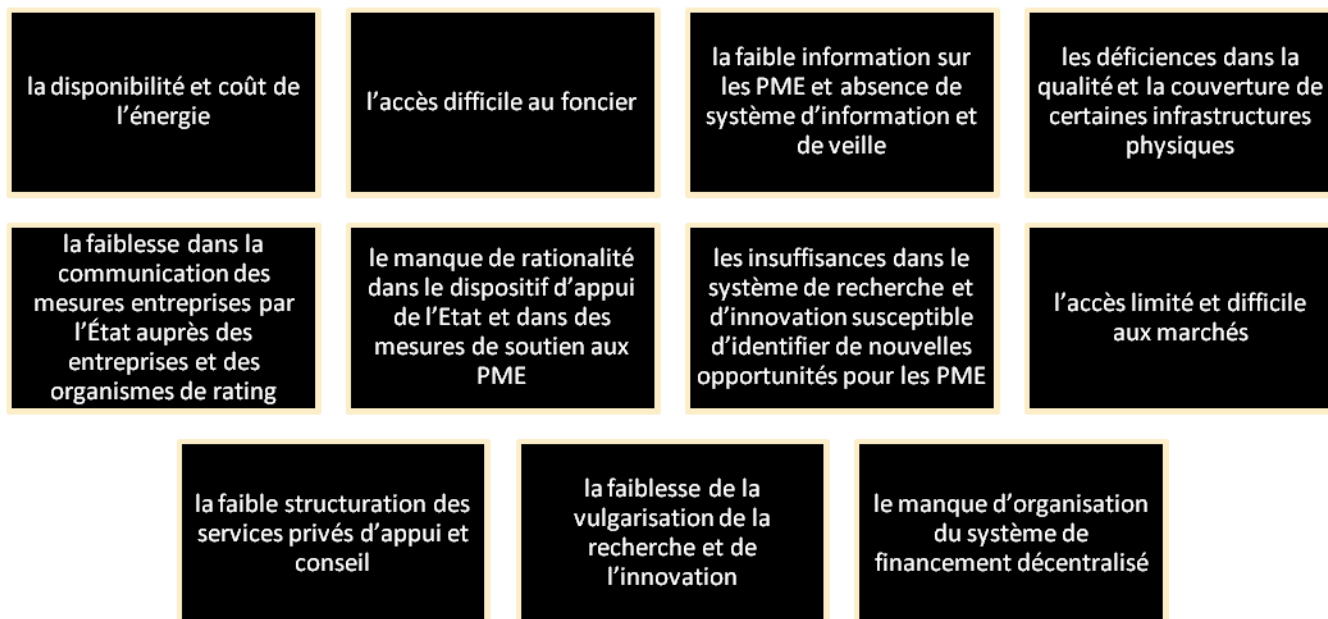 la disponibilité et coût de
l’énergie
l’accès difficile au foncier
la faible information sur
les PME et absence de
système d’information et
de veille
les déficiences dans la
qualité et la couverture de
certaines infrastructures
physiques
la faiblesse dans la
communication des
mesures entreprises par
l’État auprès des
entreprises et des
organismes de rating
le manque de rationalité
dans le dispositif d’appui
de l’Etat et dans des
mesures de soutien aux
PME
les insuffisances dans le
système de recherche et
d’innovation susceptible
d’identifier de nouvelles
opportunités pour les PME
l’accès limité et difficile
aux marchés
la faible structuration des
services privés d’appui et
conseil
la faiblesse de la
vulgarisation de la
recherche et de
l’innovation
le manque d’organisation
du système de
financement décentralisé